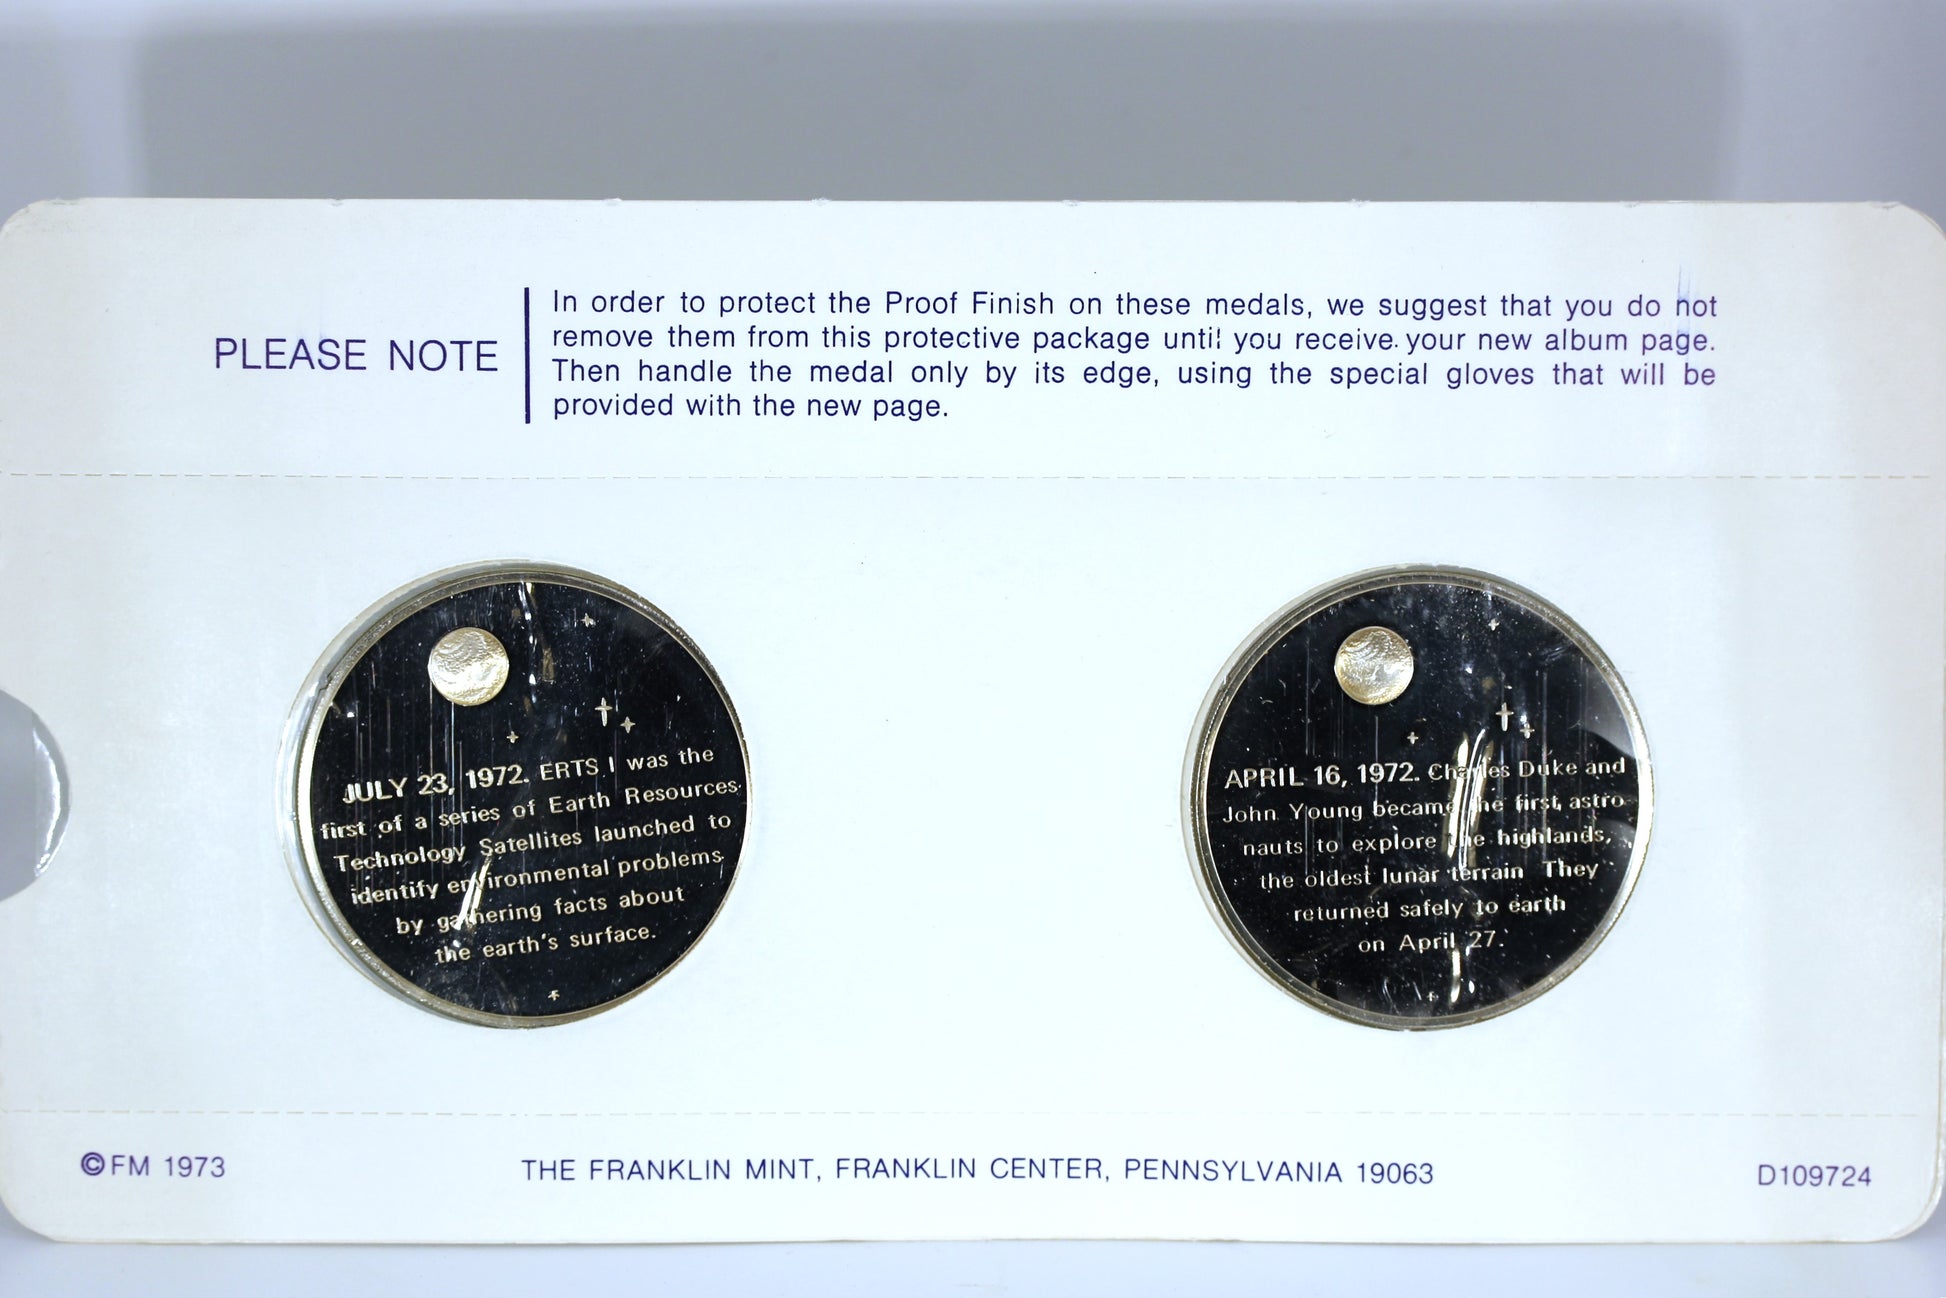 PLEASE NOTE
In order to protect the Proof Finish on these medals, we suggest that you do not
remove them from this protective package until you receive your new album page.
Then handle the medal only by its edge, using the special gloves that will be
provided with the new page.
JULY 23, 1972. ERTS I was the
first of a series of Earth Resources
Technology Satellites launched to
identify environmental problems
by gathering facts about
the earth's surface.
APRIL 16, 1972. Charles Duke and
John Young became the first astro-
nauts to explore the highlands,
the oldest lunar terrain. They
returned safely to earth
on April 27.
©FM 1973
THE FRANKLIN MINT, FRANKLIN CENTER, PENNSYLVANIA 19063
D109724